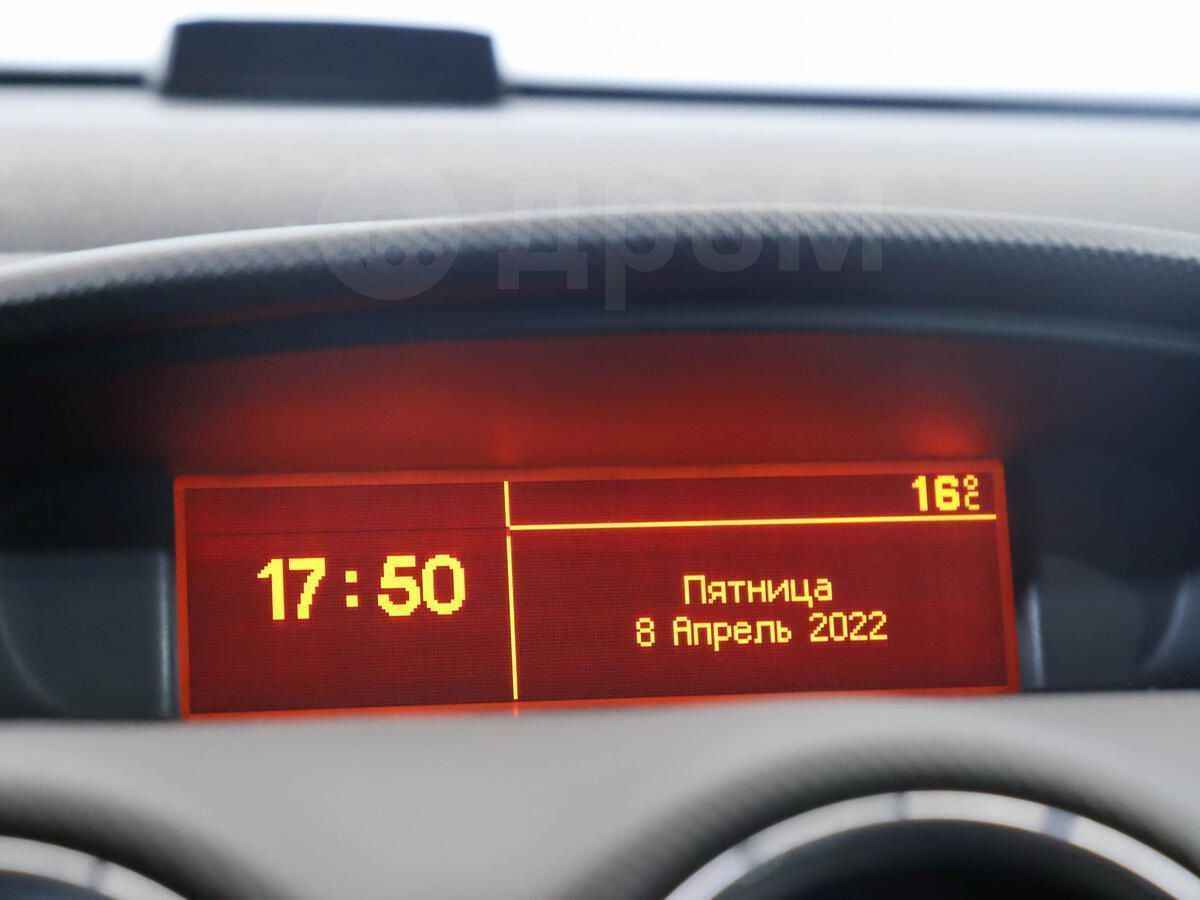 дром
16°C
17:50
Пятница
8 Апрель 2022